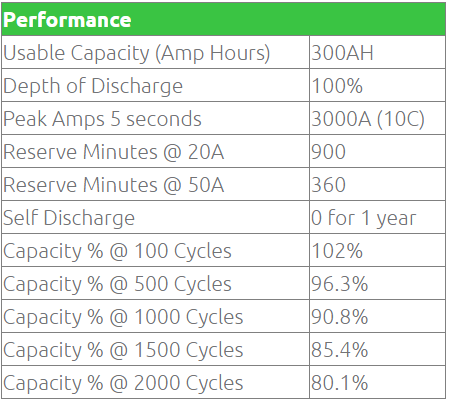 Performance
Usable Capacity (Amp Hours) 300AH
Depth of Discharge 100%
Peak Amps 5 seconds 3000A (10C)
Reserve Minutes @ 20A 900
Reserve Minutes @ 50A 360
Self Discharge 0 for 1 year
Capacity % @ 100 Cycles 102%
Capacity % @ 500 Cycles 96.3%
Capacity % @ 1000 Cycles 90.8%
Capacity % @ 1500 Cycles 85.4%
Capacity % @ 2000 Cycles 80.1%